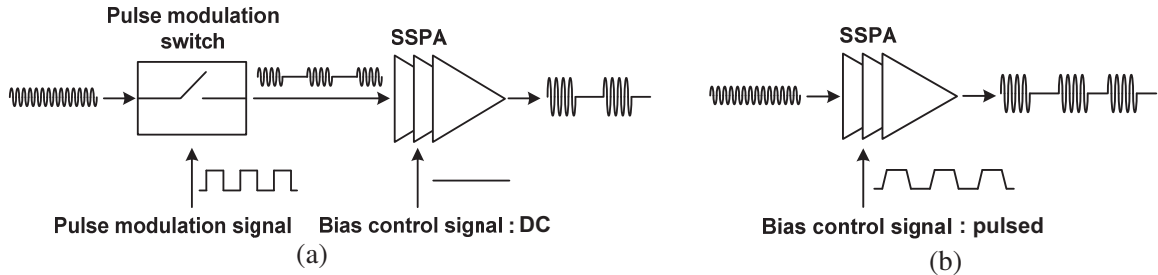 Pulse modulation
switch
SSPA
Pulse modulation signal
Bias control signal : DC
(a)
SSPA
Bias control signal : pulsed
(b)